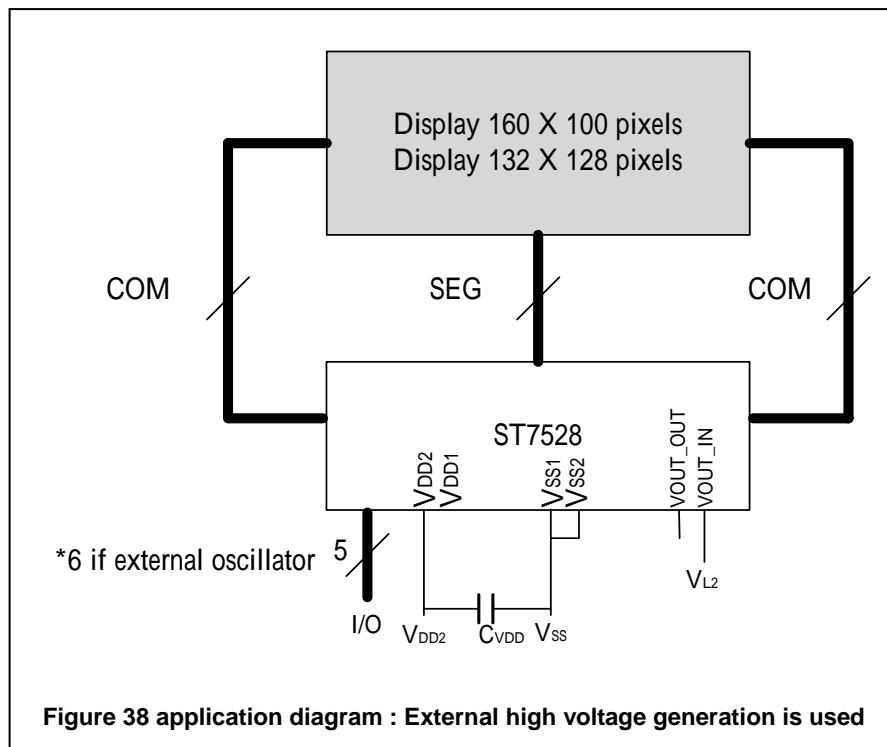 Display 160 X 100 pixels
Display 132 X 128 pixels
COM
SEG
COM
ST7528
VDD2
VDD1
VSS1
VSS2
VOUT_OUT
VOUT_IN
*6 if external oscillator
5
I/O
VDD2
CVDD
VSS
VL2
Figure 38 application diagram : External high voltage generation is used